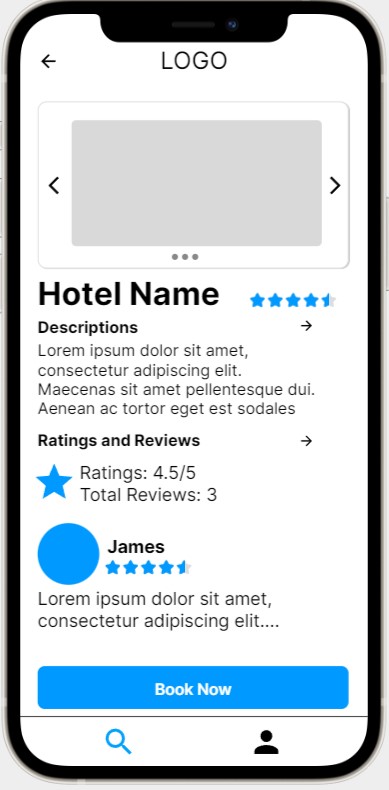 LOGO
Hotel Name
Descriptions
Lorem ipsum dolor sit amet,
consectetur adipiscing elit.
Maecenas sit amet pellentesque dui.
Aenean ac tortor eget est sodales
Ratings and Reviews
Ratings: 4.5/5
Total Reviews: 3
James
Lorem ipsum dolor sit amet,
consectetur adipiscing elit....
Book Now